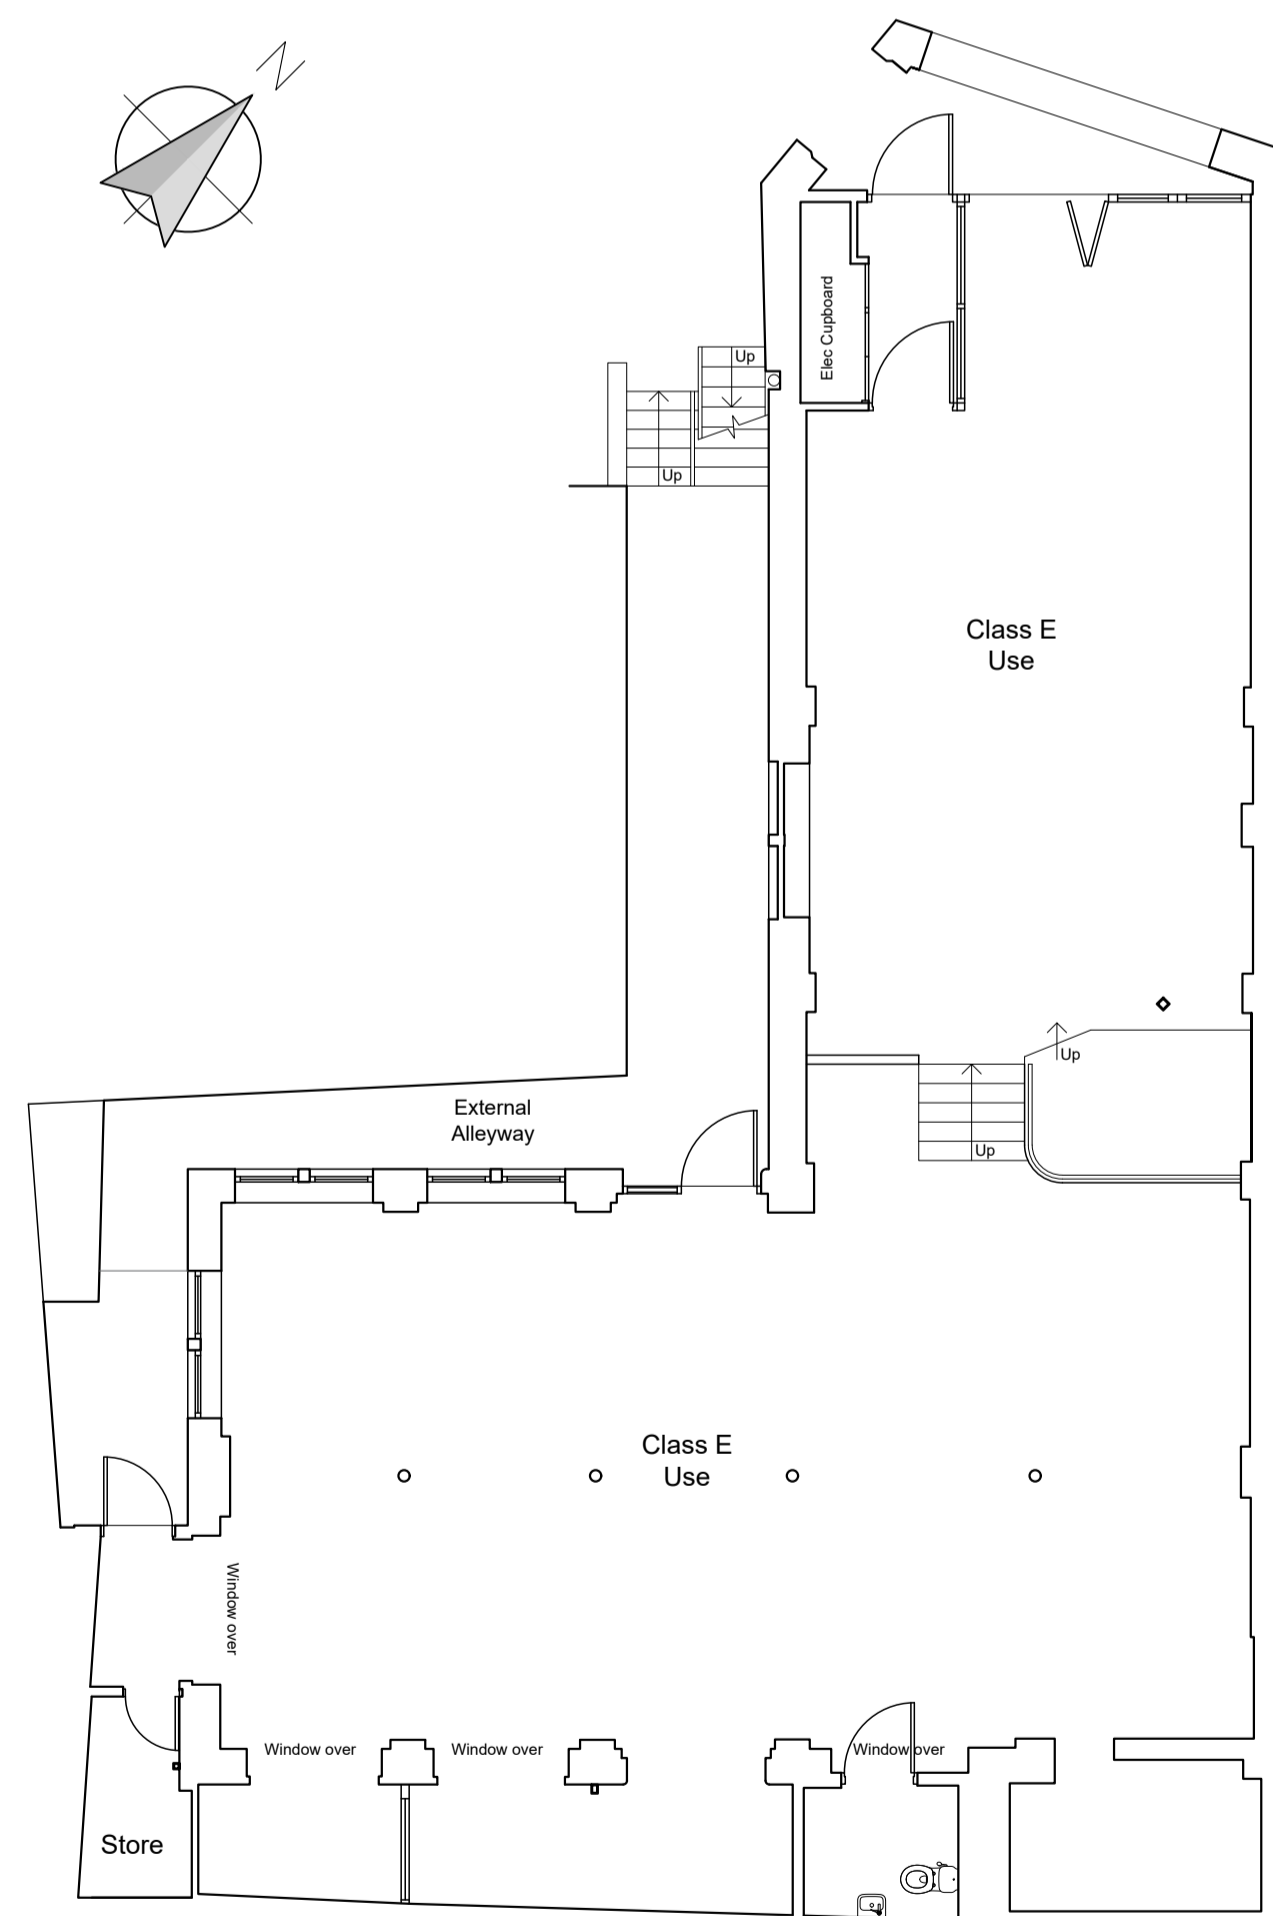 N
Up
Elec Cupboard
Up
Class E
Use
Up
External
Alleyway
Up
Class E
Use
Window over
Window over
Window over
Window over
Store